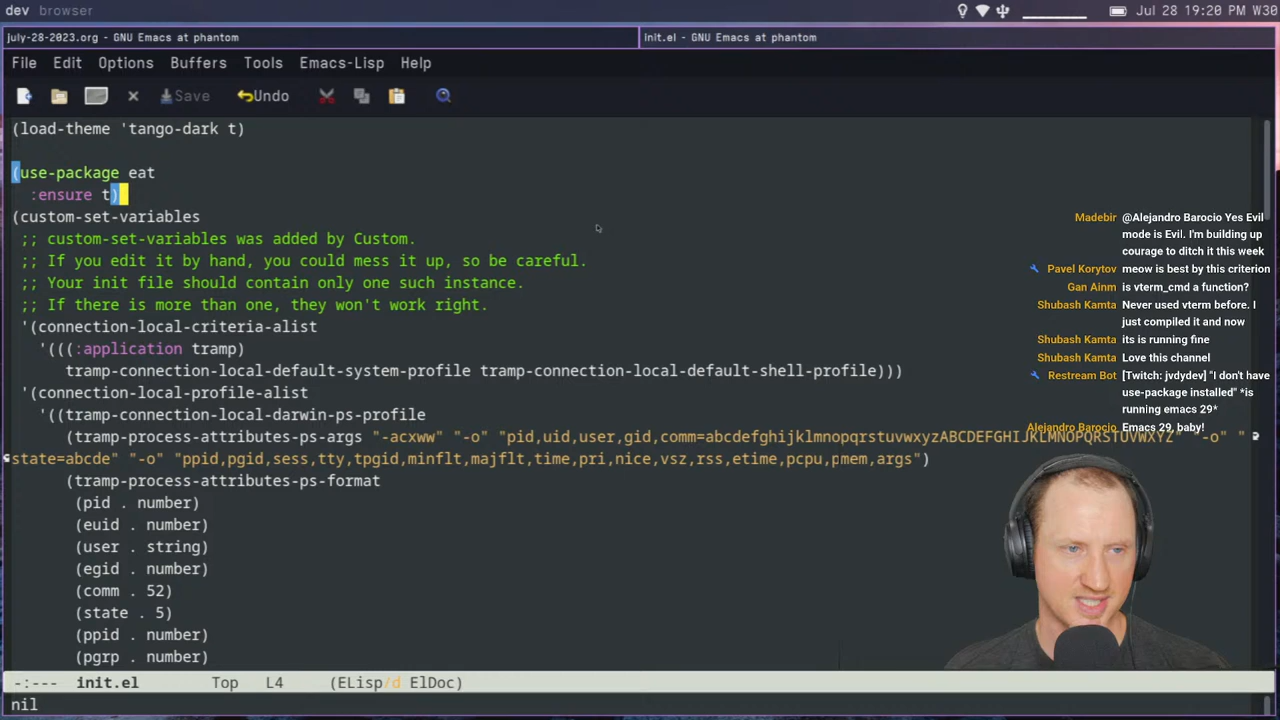 dev browser
Jul 28 19:20 PM W30
july-28-2023.org - GNU Emacs at phantom
init.el - GNU Emacs at phantom
File Edit Options Buffers Tools Emacs-Lisp Help
Save Undo
(load-theme 'tango-dark t)
(use-package eat
:ensure t)
(custom-set-variables
;; custom-set-variables was added by Custom.
;; If you edit it by hand, you could mess it up, so be careful.
;; Your init file should contain only one such instance.
;; If there is more than one, they won't work right.
'(connection-local-criteria-alist
'(((:application tramp)
tramp-connection-local-default-system-profile tramp-connection-local-default-shell-profile)))
'(connection-local-profile-alist
'((tramp-connection-local-darwin-ps-profile
(tramp-process-attributes-ps-args "-acxww" "-o" "pid,uid,user,gid,comm=abcdefghijklmnopqrstuvwxyzABCDEFGHIJKLMNOPQRSTUVWXYZ" "-o" "
state=abcde" "-o" "ppid,pgid,sess,tty,tpgid,minflt,majflt,time,pri,nice,vsz,rss,etime,pcpu,pmem,args")
(tramp-process-attributes-ps-format
(pid . number)
(euid . number)
(user . string)
(egid . number)
(comm . 52)
(state . 5)
(ppid . number)
(pgrp . number)
-:--- init.el Top L4 (ELisp/d ElDoc)
nil
Madebir @Alejandro Barocio Yes Evil
mode is Evil. I'm building up
courage to ditch it this week
Pavel Korytov meow is best by this criterion
Gan Ainm is vterm_cmd a function?
Shubash Kamta Never used vterm before. I
just compiled it and now
Shubash Kamta its is running fine
Shubash Kamta Love this channel
Restream Bot [Twitch: jvdydev] "I don't have
use-package installed" *is
running emacs 29*
Alejandro Barocio Emacs 29, baby!